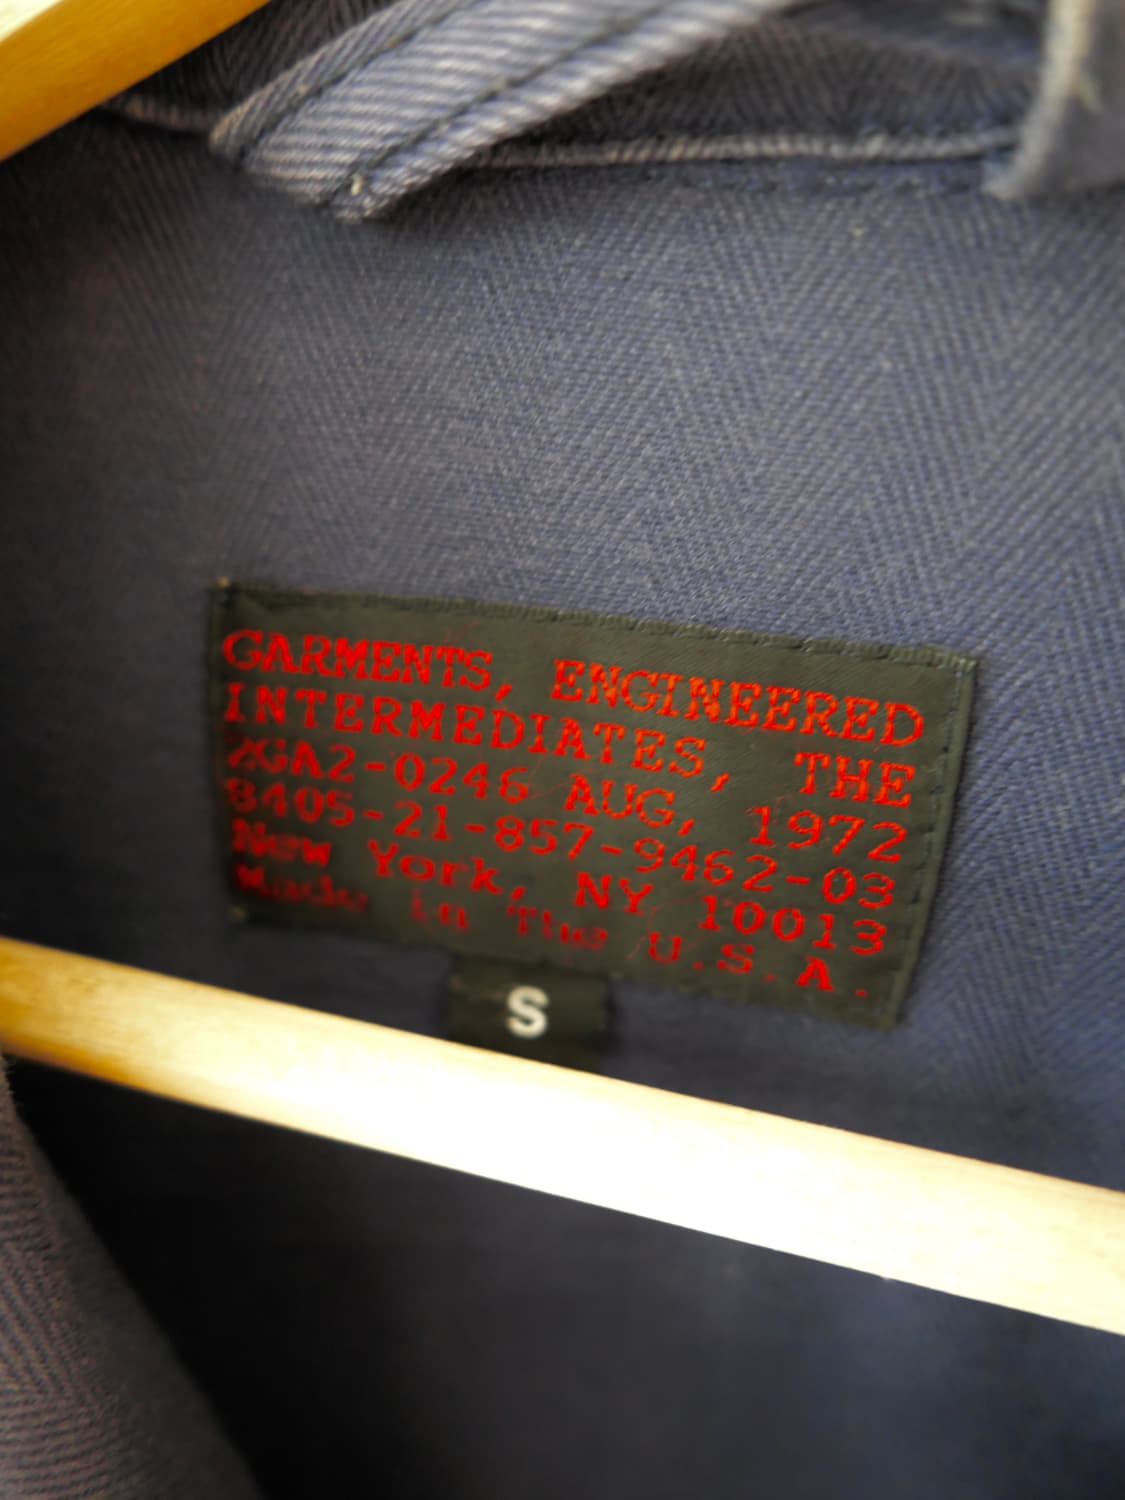 GARMENTS, ENGINEERED
INTERMEDIATES, THE
2GA2-0246 AUG, 1972
8405-21-857-9462-03
New York, NY 10013
Made in The U.S.A.
S